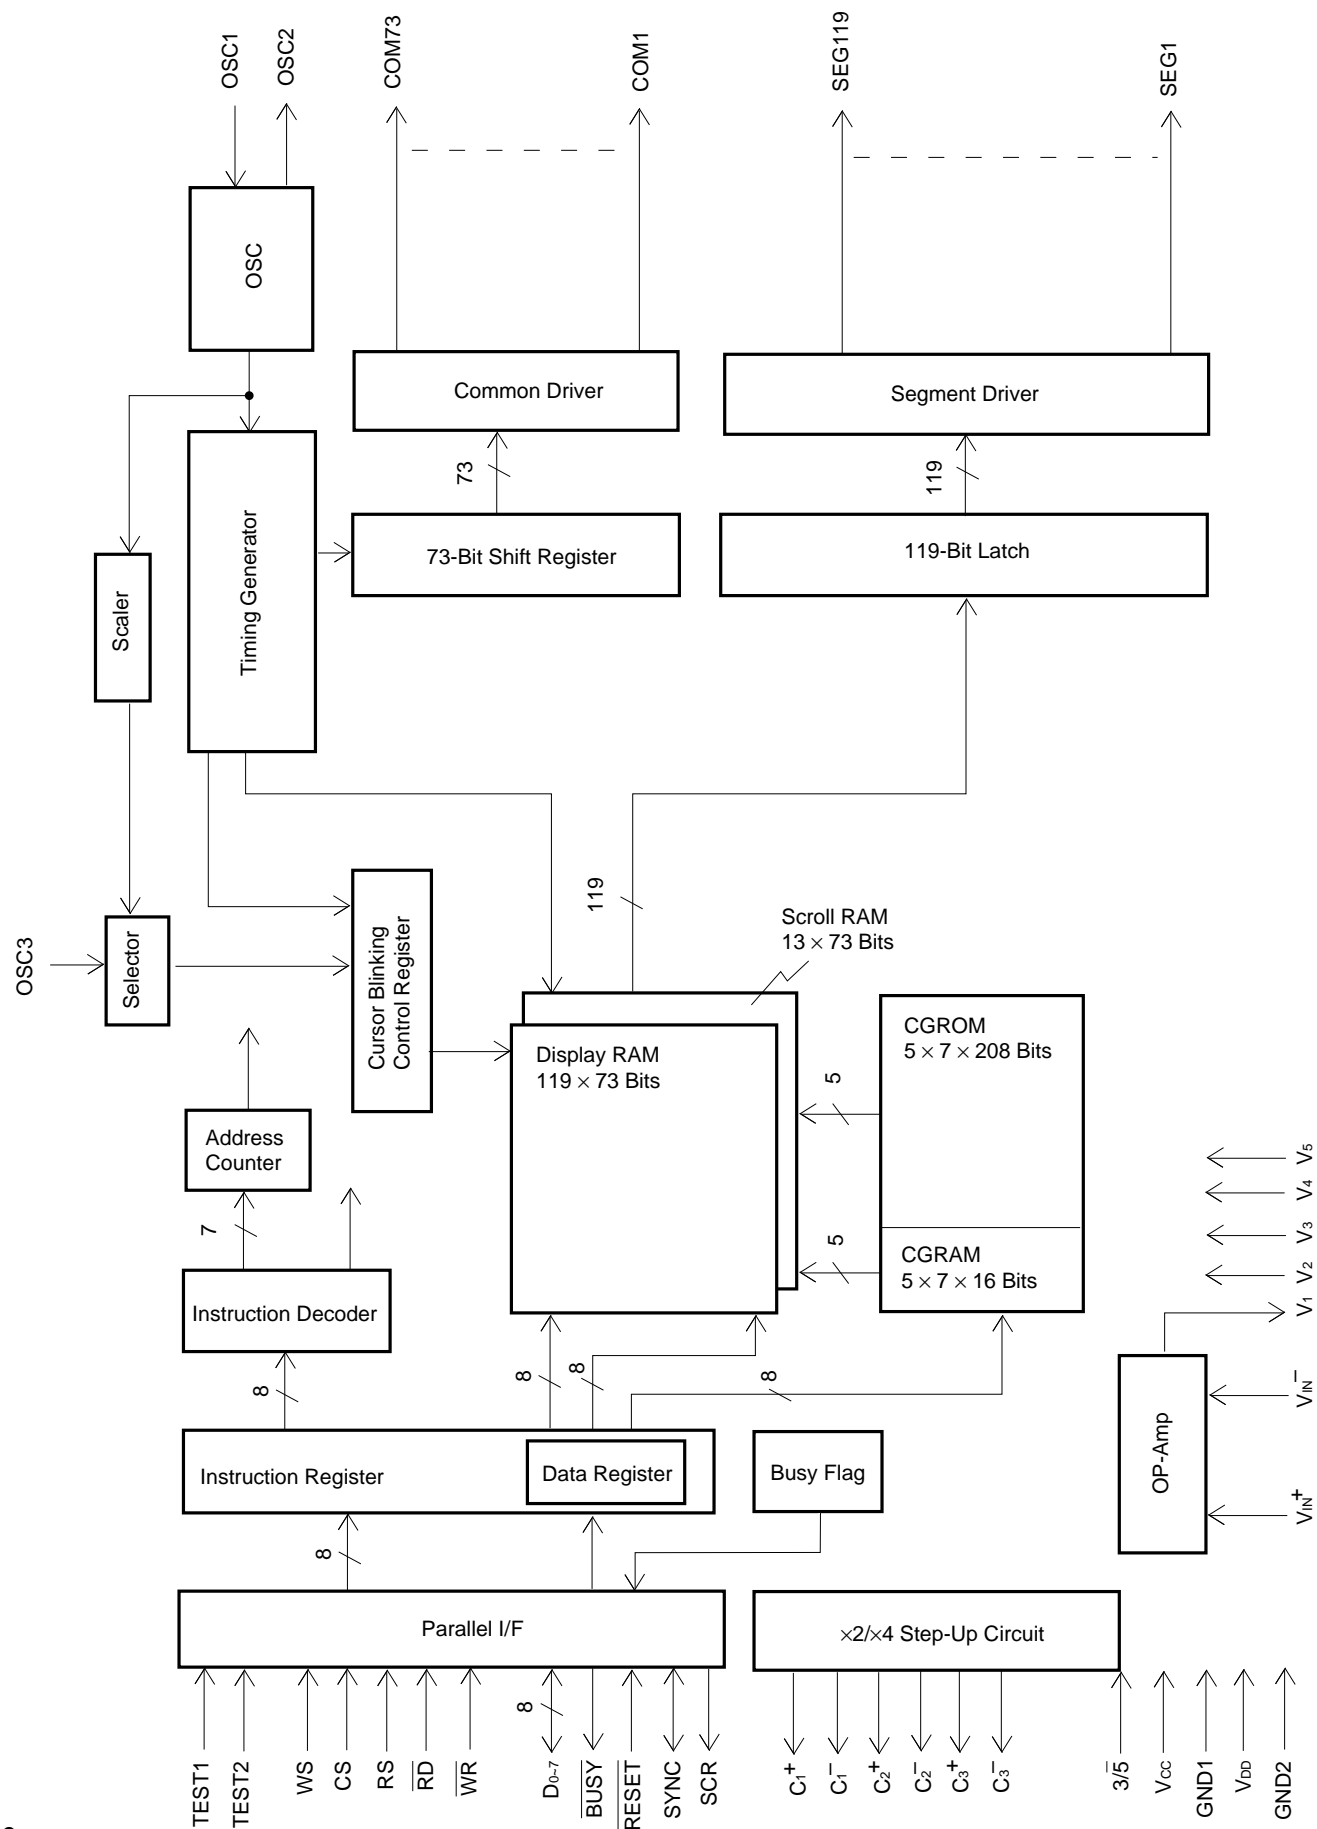 OSC1
OSC2
COM73
COM1
SEG119
SEG1
OSC
Common Driver
Segment Driver
73
119
Scaler
Timing Generator
73-Bit Shift Register
119-Bit Latch
OSC3
Selector
Cursor Blinking
Control Register
119
Scroll RAM
13 × 73 Bits
Display RAM
119 × 73 Bits
CGROM
5 × 7 × 208 Bits
5
Address
Counter
7
5
CGRAM
5 × 7 × 16 Bits
Instruction Decoder
V5
V4
V3
V2
V1
8
8
8
8
Instruction Register
Data Register
Busy Flag
OP-Amp
VIN−
VIN+
8
Parallel I/F
×2/×4 Step-Up Circuit
8
TEST1
TEST2
WS
CS
RS
R̅D̅
W̅R̅
D0~7
B̅U̅S̅Y̅
R̅E̅S̅E̅T̅
SYNC
SCR
C1+
C1−
C2+
C2−
C3+
C3−
3̅/5
VCC
GND1
VDD
GND2